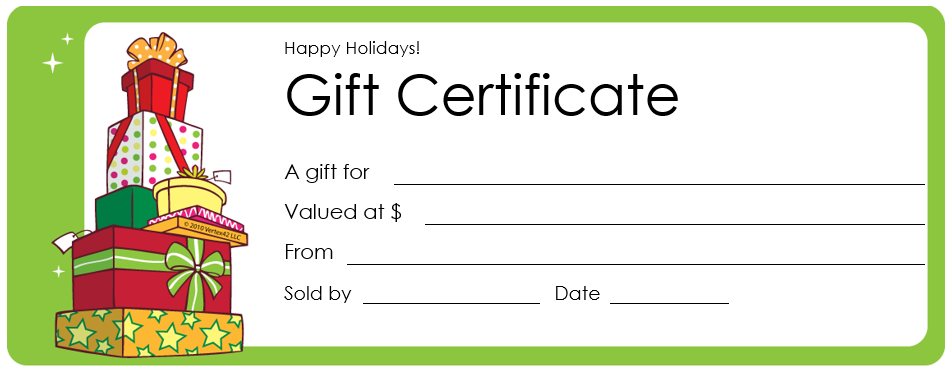 Happy Holidays!
Gift Certificate
A gift for
Valued at $
From
Sold by Date
© 2010 Vertex42 LLC